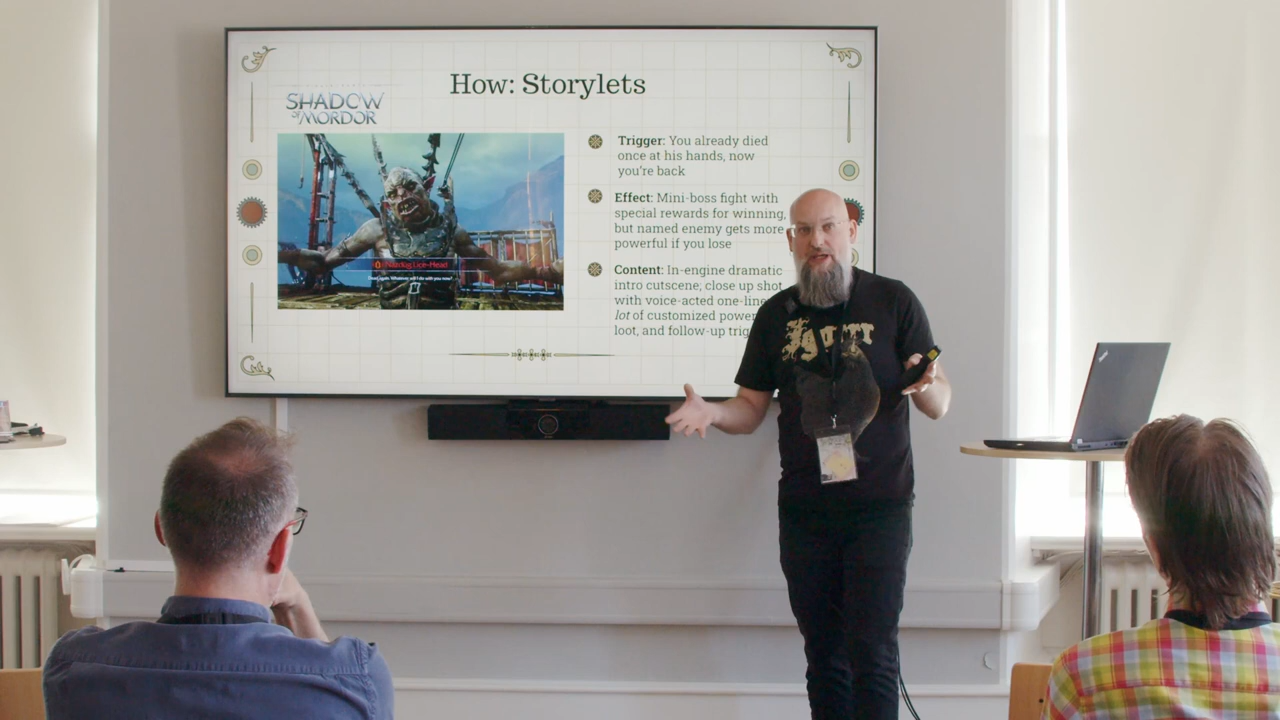 How: Storylets
SHADOW
OF MORDOR
Trigger: You already died
once at his hands, now
you're back
Effect: Mini-boss fight with
special rewards for winning,
but named enemy gets more
powerful if you lose
Content: In-engine dramatic
intro cutscene; close up shot
with voice-acted one-line
lot of customized power
loot, and follow-up trig
Igorrr